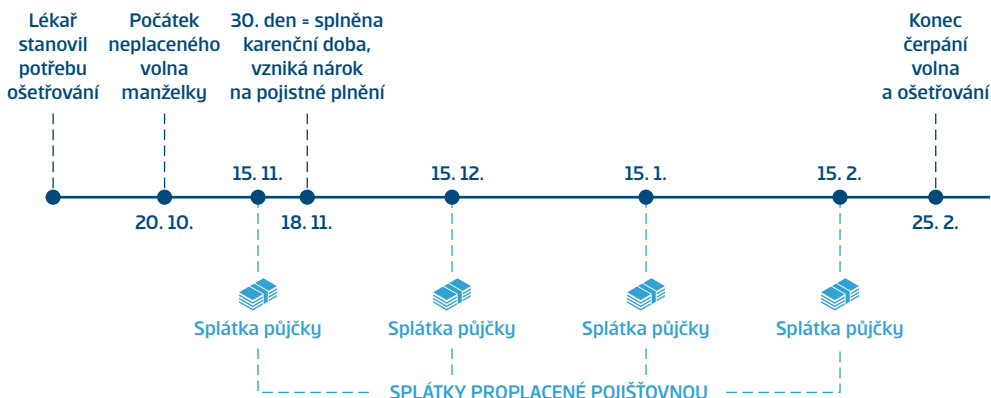 Lékař
stanovil
potřebu
ošetřování
Počátek
neplaceného
volna
manželky
30. den = splněna
karenční doba,
vzniká nárok
na pojistné plnění
Konec
čerpání
volna
a ošetřování
15. 11.
15. 12.
15. 1.
15. 2.
20. 10.
18. 11.
25. 2.
Splátka půjčky
Splátka půjčky
Splátka půjčky
Splátka půjčky
SPLÁTKY PROPLACENÉ POJIŠŤOVNOU